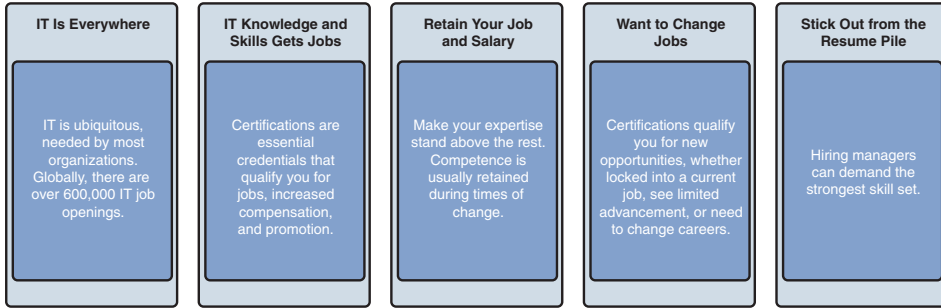 IT Is Everywhere
IT is ubiquitous,
needed by most
organizations.
Globally, there are
over 600,000 IT job
openings.
IT Knowledge and
Skills Gets Jobs
Certifications are
essential
credentials that
qualify you for
jobs, increased
compensation,
and promotion.
Retain Your Job
and Salary
Make your expertise
stand above the rest.
Competence is
usually retained
during times of
change.
Want to Change
Jobs
Certifications qualify
you for new
opportunities, whether
locked into a current
job, see limited
advancement, or need
to change careers.
Stick Out from the
Resume Pile
Hiring managers
can demand the
strongest skill set.